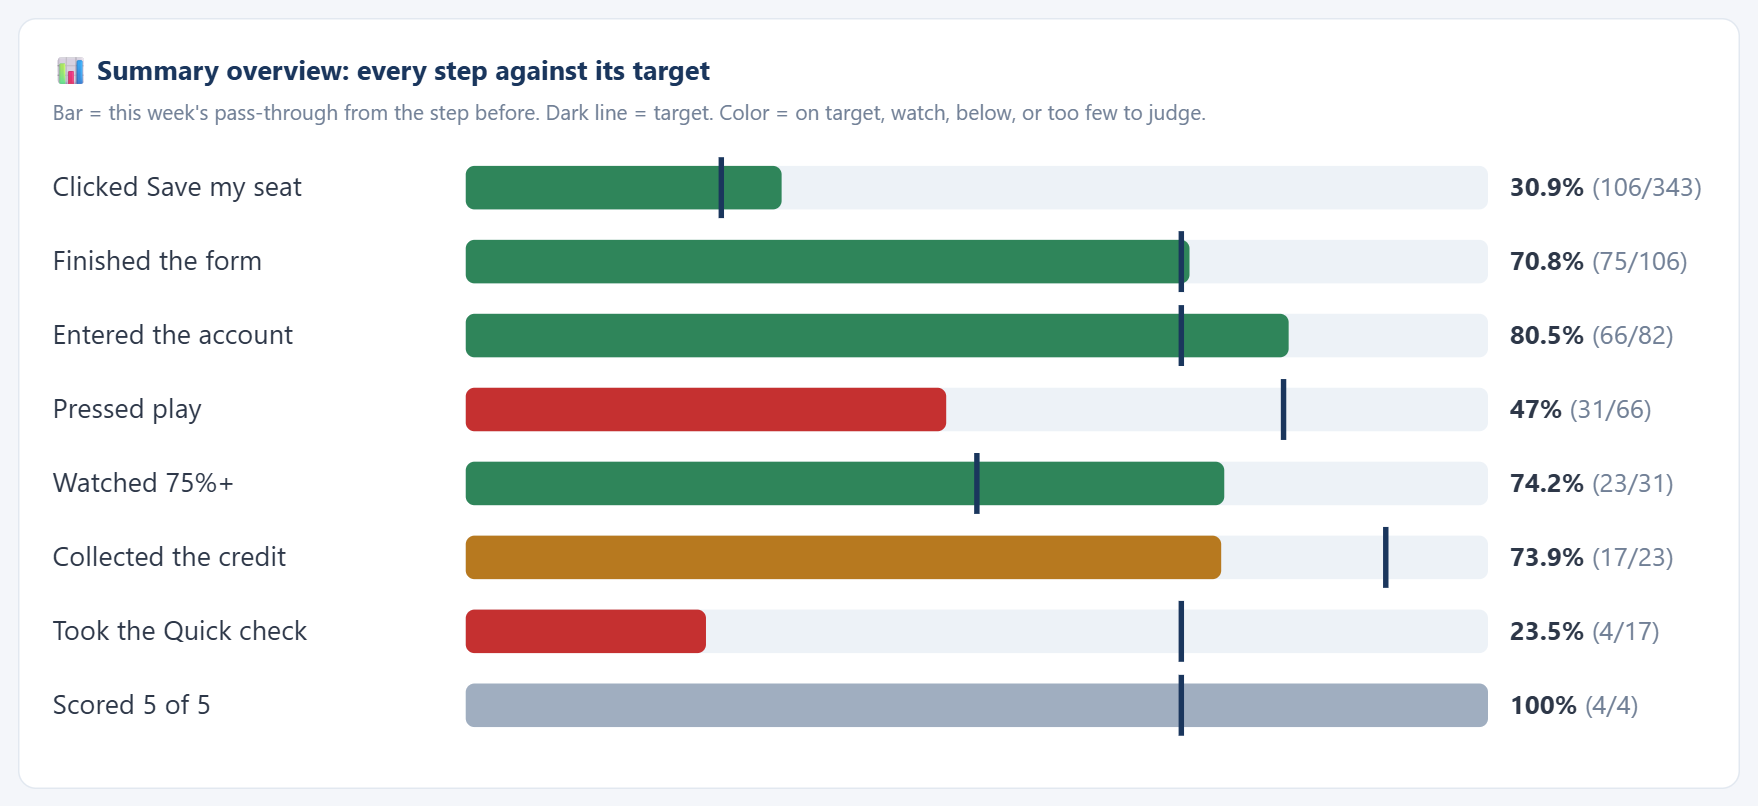 Summary overview: every step against its target
Bar = this week's pass-through from the step before. Dark line = target. Color = on target, watch, below, or too few to judge.
Clicked Save my seat 30.9% (106/343)
Finished the form 70.8% (75/106)
Entered the account 80.5% (66/82)
Pressed play 47% (31/66)
Watched 75%+ 74.2% (23/31)
Collected the credit 73.9% (17/23)
Took the Quick check 23.5% (4/17)
Scored 5 of 5 100% (4/4)